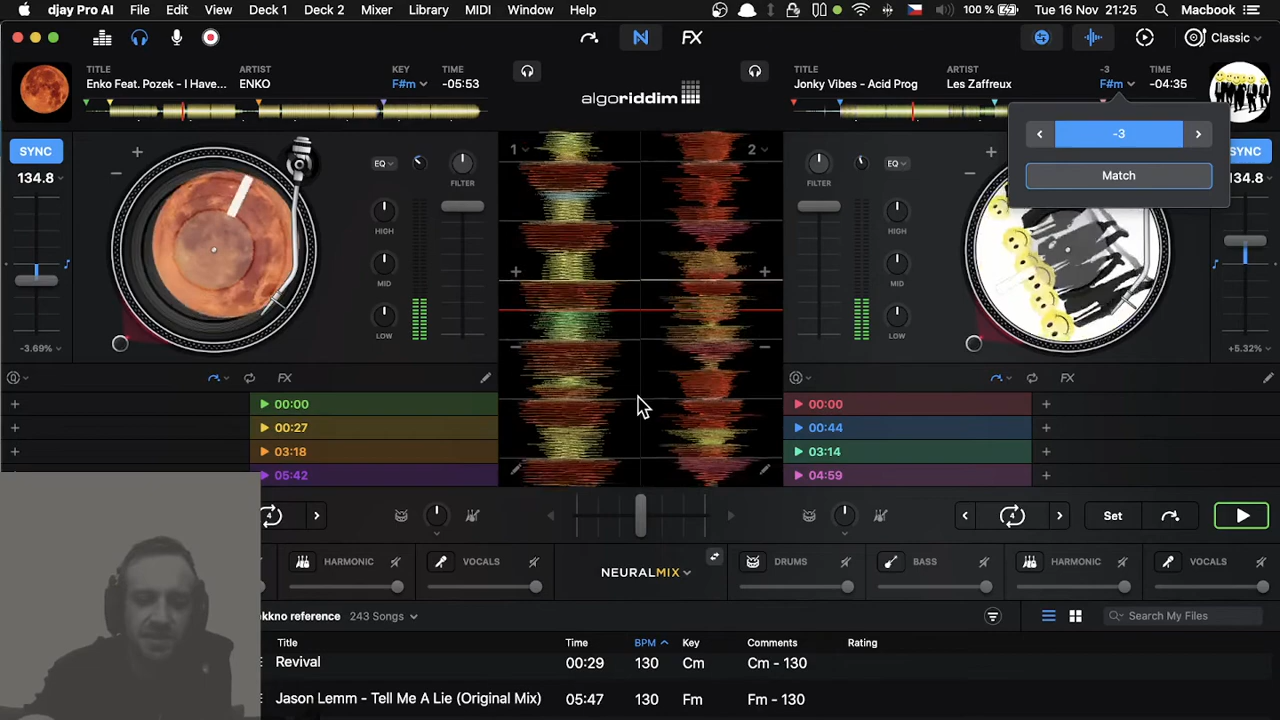 djay Pro AI File Edit View Deck 1 Deck 2 Mixer Library MIDI Window Help 100 % Tue 16 Nov 21:25 Macbook
NX FX Classic
TITLE ARTIST KEY TIME
Enko Feat. Pozek - I Have... ENKO F#m -05:53
algoriddim
TITLE ARTIST -3 TIME
Jonky Vibes - Acid Prog Les Zaffreux F#m -04:35
-3
Match
SYNC
134.8
EQ
FILTER
HIGH
MID
LOW
-3.69%
1 2
FILTER
EQ
HIGH
MID
LOW
SYNC
34.8
+5.32%
FX
00:00
00:27
03:18
05:42
FX
00:00
00:44
03:14
04:59
4
4 Set
HARMONIC VOCALS NEURALMIX DRUMS BASS HARMONIC VOCALS
kkno reference 243 Songs Search My Files
Title Time BPM Key Comments Rating
Revival 00:29 130 Cm Cm - 130
Jason Lemm - Tell Me A Lie (Original Mix) 05:47 130 Fm Fm - 130